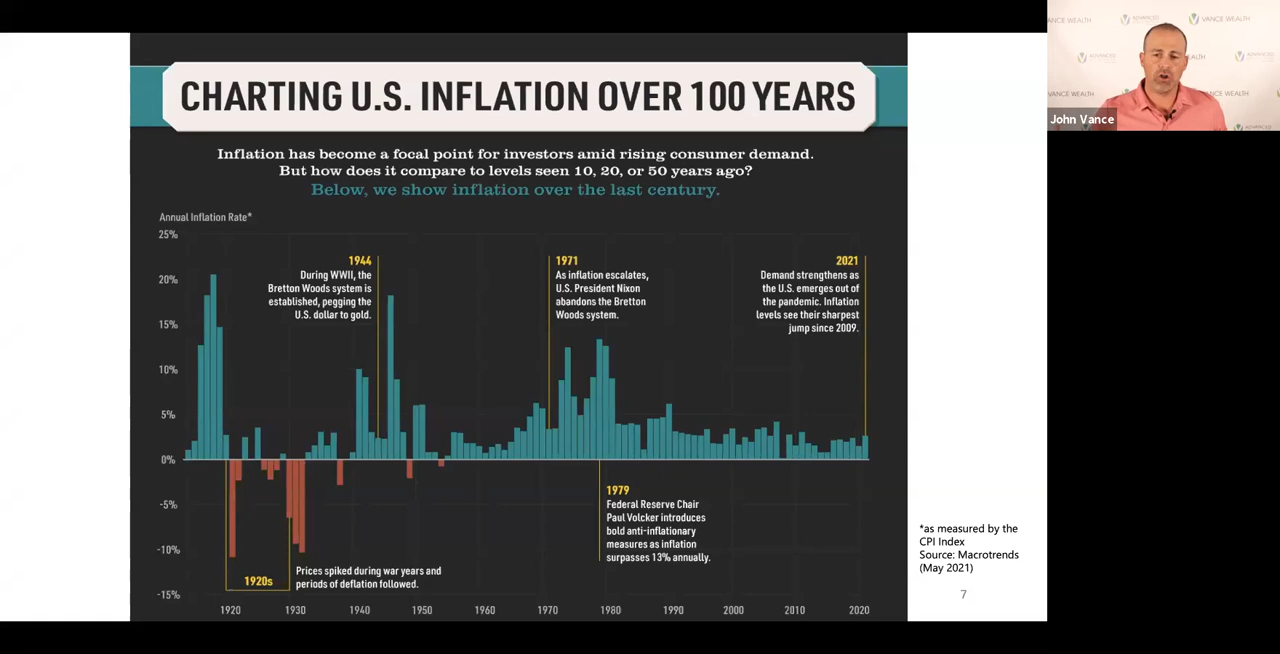 CHARTING U.S. INFLATION OVER 100 YEARS
Inflation has become a focal point for investors amid rising consumer demand.
But how does it compare to levels seen 10, 20, or 50 years ago?
Below, we show inflation over the last century.
Annual Inflation Rate*
25%
20%
15%
10%
5%
0%
-5%
-10%
-15%
1944
During WWII, the
Bretton Woods system is
established, pegging the
U.S. dollar to gold.
1971
As inflation escalates,
U.S. President Nixon
abandons the Bretton
Woods system.
2021
Demand strengthens as
the U.S. emerges out of
the pandemic. Inflation
levels see their sharpest
jump since 2009.
1979
Federal Reserve Chair
Paul Volcker introduces
bold anti-inflationary
measures as inflation
surpasses 13% annually.
1920s
Prices spiked during war years and
periods of deflation followed.
1920 1930 1940 1950 1960 1970 1980 1990 2000 2010 2020
*as measured by the
CPI Index
Source: Macrotrends
(May 2021)
7
VANCE WEALTH
John Vance